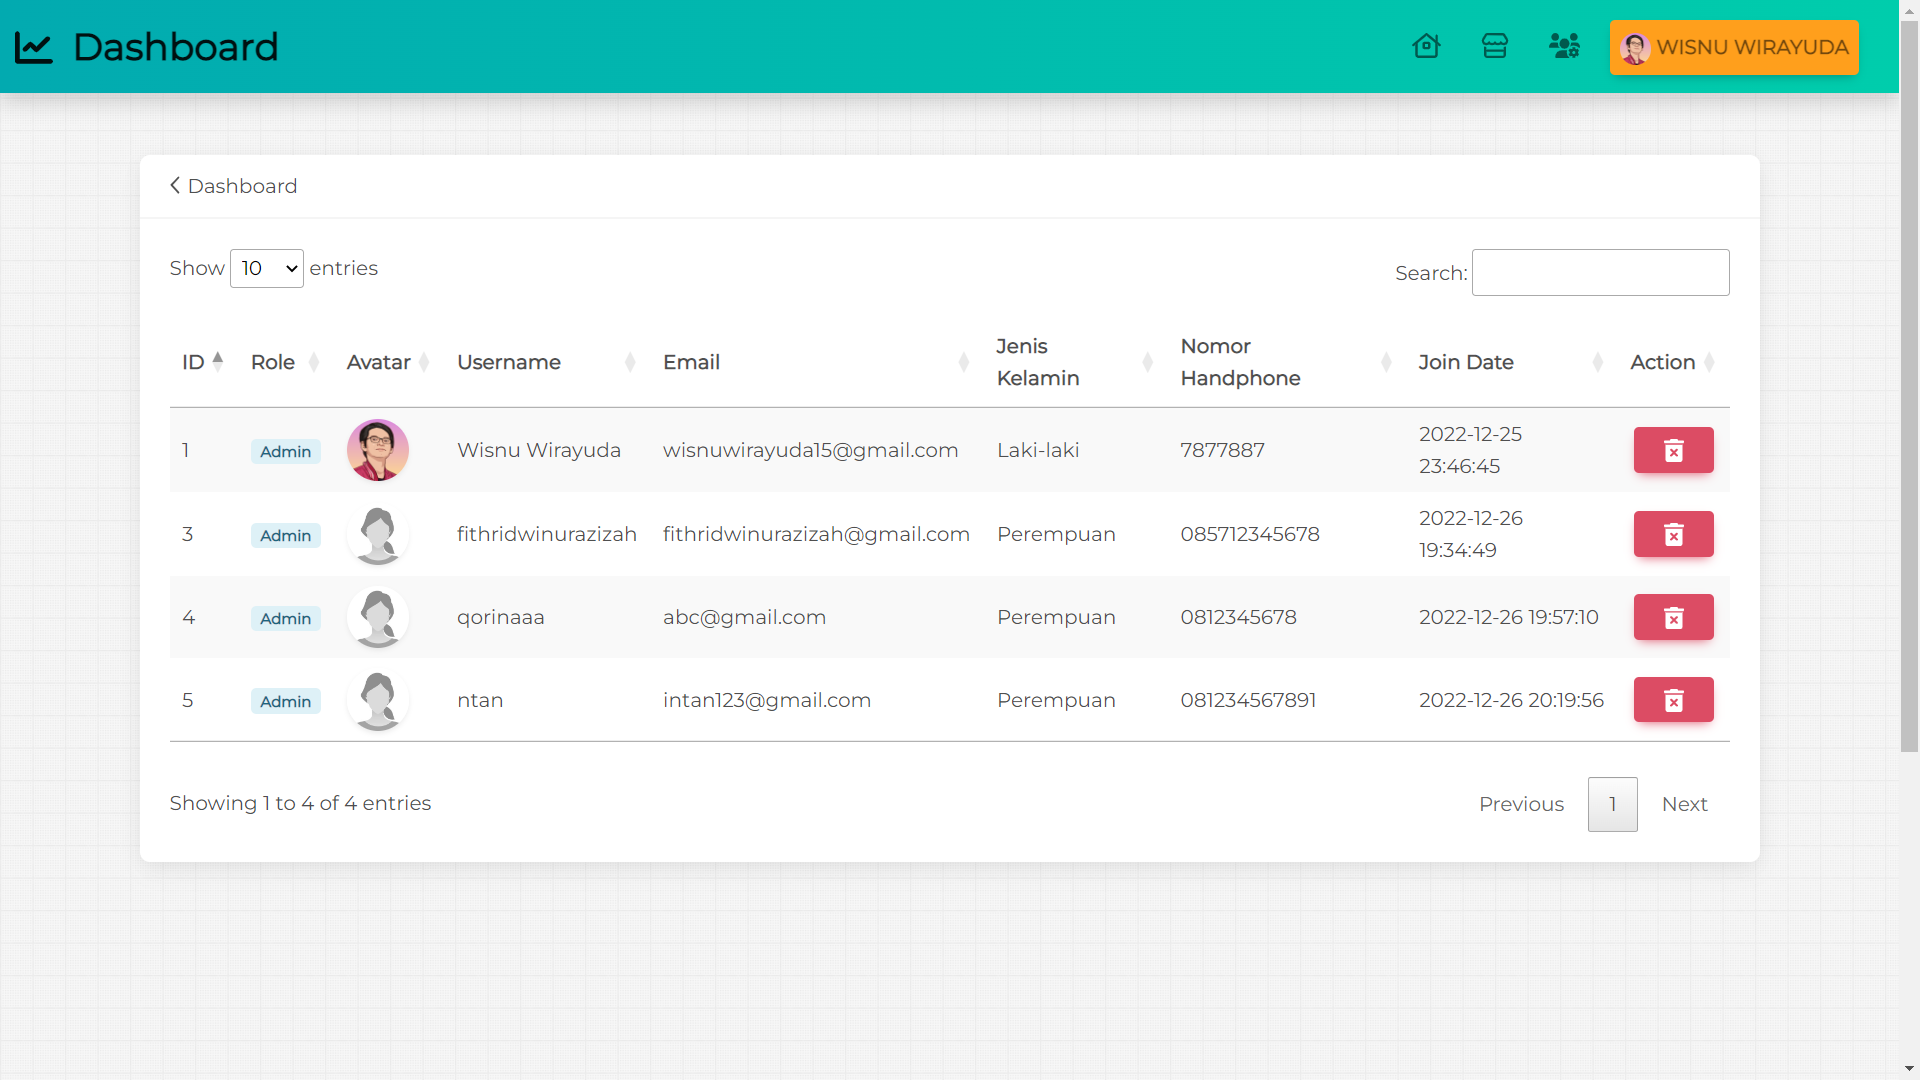 Dashboard
WISNU WIRAYUDA
Dashboard
Show 10 entries
Search:
ID Role Avatar Username Email Jenis Kelamin Nomor Handphone Join Date Action
1 Admin Wisnu Wirayuda wisnuwirayuda15@gmail.com Laki-laki 7877887 2022-12-25 23:46:45
3 Admin fithridwinurazizah fithridwinurazizah@gmail.com Perempuan 085712345678 2022-12-26 19:34:49
4 Admin qorinaaa abc@gmail.com Perempuan 0812345678 2022-12-26 19:57:10
5 Admin ntan intan123@gmail.com Perempuan 081234567891 2022-12-26 20:19:56
Showing 1 to 4 of 4 entries
Previous 1 Next